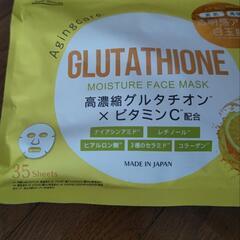 Agingcare
GLUTATHIONE
MOISTURE FACE MASK
高濃縮グルタチオン
×ビタミンC 配合
ナイアシンアミド
レチノール
ヒアルロン酸
3種のセラミド
コラーゲン
MADE IN JAPAN
35 Sheets